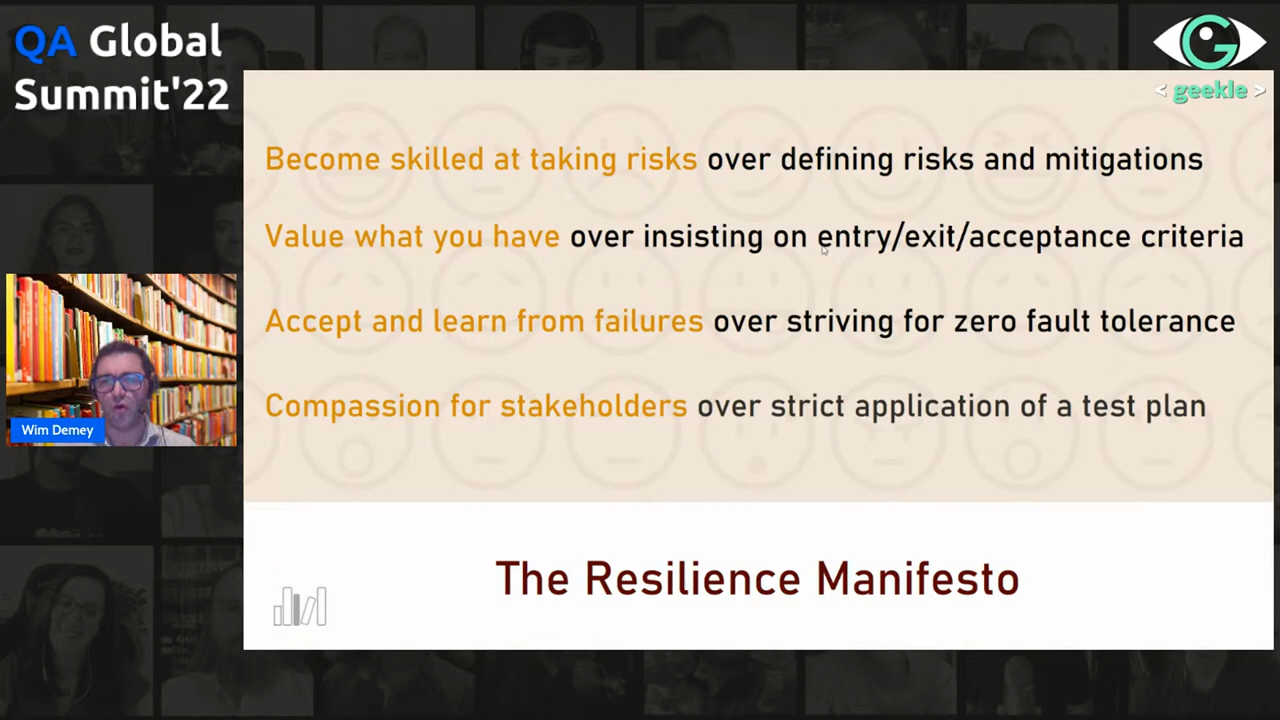 QA Global
Summit'22
< geekle >
Become skilled at taking risks over defining risks and mitigations
Value what you have over insisting on entry/exit/acceptance criteria
Accept and learn from failures over striving for zero fault tolerance
Compassion for stakeholders over strict application of a test plan
Wim Demey
The Resilience Manifesto